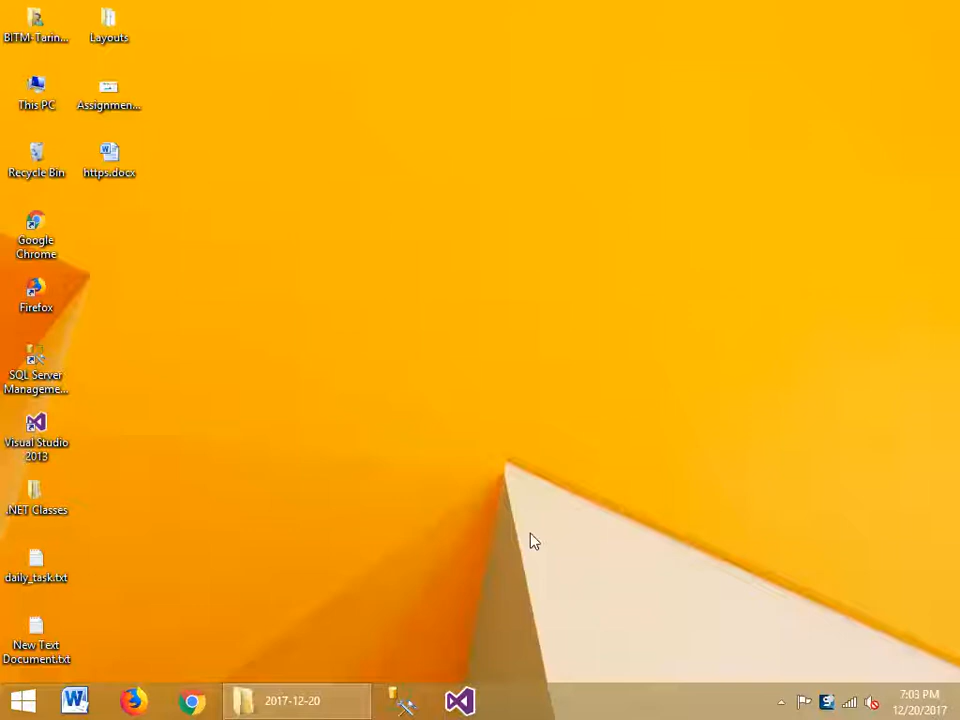 BITM-Tarin...
Layouts
This PC
Assignmen...
Recycle Bin
https.docx
Google
Chrome
Firefox
SQL Server
Manageme...
Visual Studio
2013
.NET Classes
daily_task.txt
New Text
Document.txt
2017-12-20
7:03 PM
12/20/2017